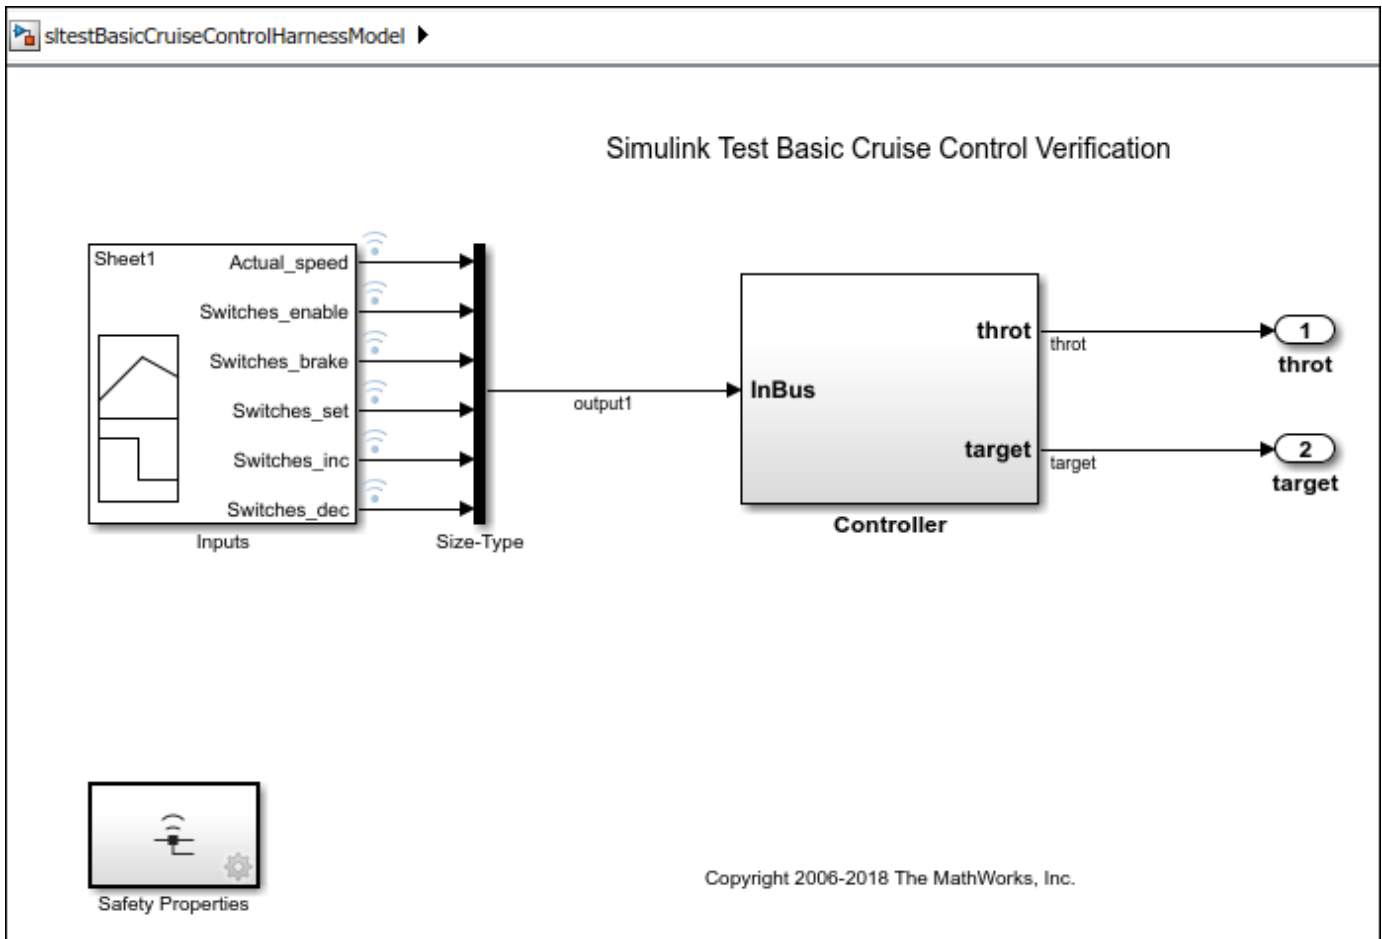 sltestBasicCruiseControlHarnessModel
Simulink Test Basic Cruise Control Verification
Sheet1
Actual_speed
Switches_enable
Switches_brake
Switches_set
Switches_inc
Switches_dec
Inputs
Size-Type
output1
InBus
throt
target
Controller
throt
target
1
throt
2
target
Safety Properties
Copyright 2006-2018 The MathWorks, Inc.